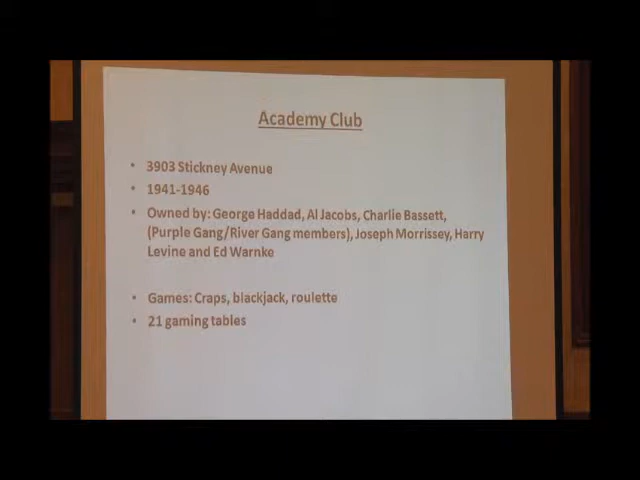 Academy Club
• 3903 Stickney Avenue
• 1941-1946
• Owned by: George Haddad, Al Jacobs, Charlie Bassett,
(Purple Gang/River Gang members), Joseph Morrissey, Harry
Levine and Ed Warnke
• Games: Craps, blackjack, roulette
• 21 gaming tables